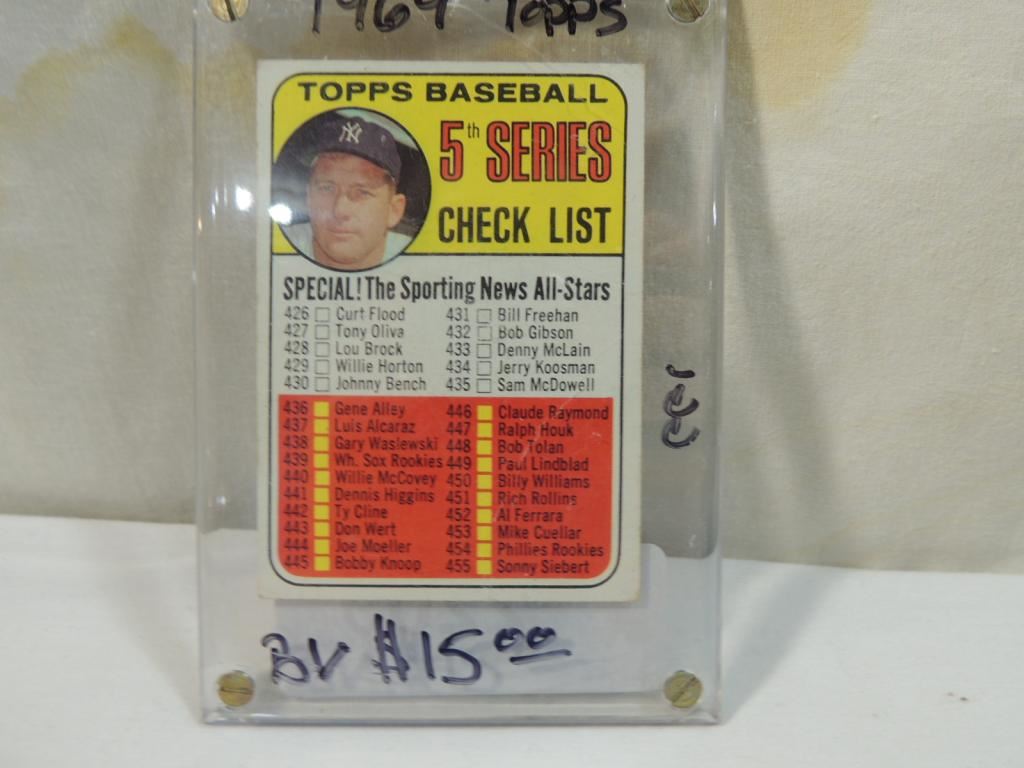 1969 Topps
TOPPS BASEBALL
NY
5th SERIES
CHECK LIST
SPECIAL! The Sporting News All-Stars
426 Curt Flood 431 Bill Freehan
427 Tony Oliva 432 Bob Gibson
428 Lou Brock 433 Denny McLain
429 Willie Horton 434 Jerry Koosman
430 Johnny Bench 435 Sam McDowell
436 Gene Alley 446 Claude Raymond
437 Luis Alcaraz 447 Ralph Houk
438 Gary Waslewski 448 Bob Tolan
439 Wh. Sox Rookies 449 Paul Lindblad
440 Willie McCovey 450 Billy Williams
441 Dennis Higgins 451 Rich Rollins
442 Ty Cline 452 Al Ferrara
443 Don Wert 453 Mike Cuellar
444 Joe Moeller 454 Phillies Rookies
445 Bobby Knoop 455 Sonny Siebert
BV $15.00